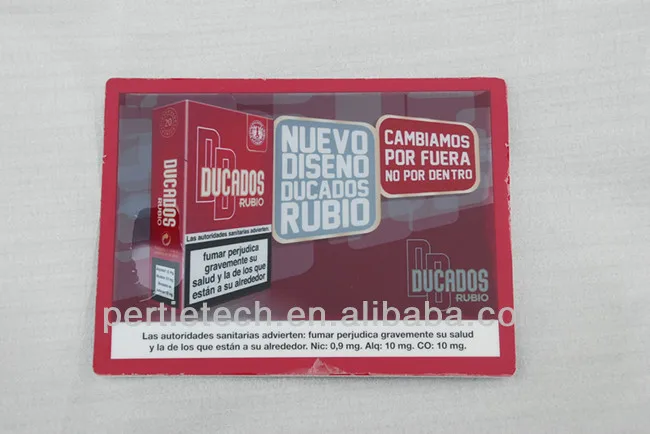 DUCADOS
RUBIO
DUCADOS
RUBIO
Las autoridades sanitarias advierten
fumar perjudica
gravemente su
salud y la de los que
están a su alrededor
NUEVO
DISEÑO
DUCADOS
RUBIO
CAMBIAMOS
POR FUERA
NO POR DENTRO
DUCADOS
RUBIO
pertietech.en.alibaba.co
Las autoridades sanitarias advierten: fumar perjudica gravemente su salud
y la de los que están a su alrededor. Nic: 0,9 mg. Alq: 10 mg. CO: 10 mg.